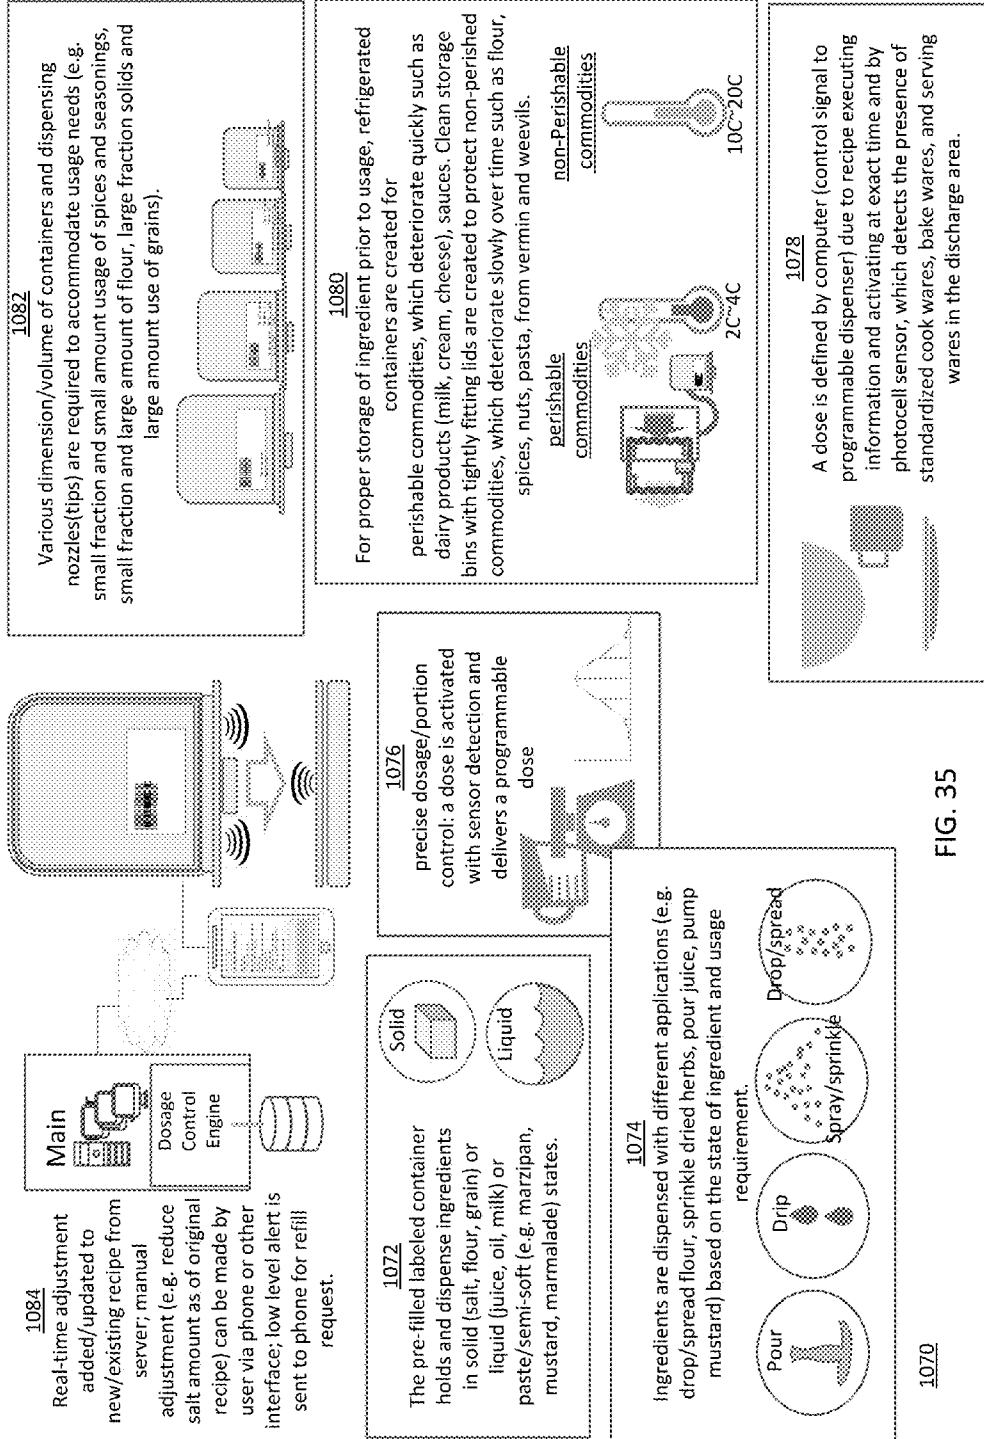 1084
Real-time adjustment
added/updated to
new/existing recipe from
server; manual
adjustment (e.g. reduce
salt amount as of original
recipe) can be made by
user via phone or other
interface; low level alert is
sent to phone for refill
request.
Main
Dosage
Control
Engine
1082
Various dimension/volume of containers and dispensing
nozzles(tips) are required to accommodate usage needs (e.g.
small fraction and small amount usage of spices and seasonings,
small fraction and large amount of flour, large fraction solids and
large amount use of grains).
1072
The pre-filled labeled container
holds and dispense ingredients
in solid (salt, flour, grain) or
liquid (juice, oil, milk) or
paste/semi-soft (e.g. marzipan,
mustard, marmalade) states.
Solid
Liquid
1076
precise dosage/portion
control: a dose is activated
with sensor detection and
delivers a programmable
dose
1080
For proper storage of ingredient prior to usage, refrigerated
containers are created for
perishable commodities, which deteriorate quickly such as
dairy products (milk, cream, cheese), sauces. Clean storage
bins with tightly fitting lids are created to protect non-perished
commodities, which deteriorate slowly over time such as flour,
spices, nuts, pasta, from vermin and weevils.
perishable
commodities
2C~4C
non-Perishable
commodities
10C~20C
1074
Ingredients are dispensed with different applications (e.g.
drop/spread flour, sprinkle dried herbs, pour juice, pump
mustard) based on the state of ingredient and usage
requirement.
Pour
Drip
Spray/sprinkle
Drop/spread
1078
A dose is defined by computer (control signal to
programmable dispenser) due to recipe executing
information and activating at exact time and by
photocell sensor, which detects the presence of
standardized cook wares, bake wares, and serving
wares in the discharge area.
1070
FIG. 35